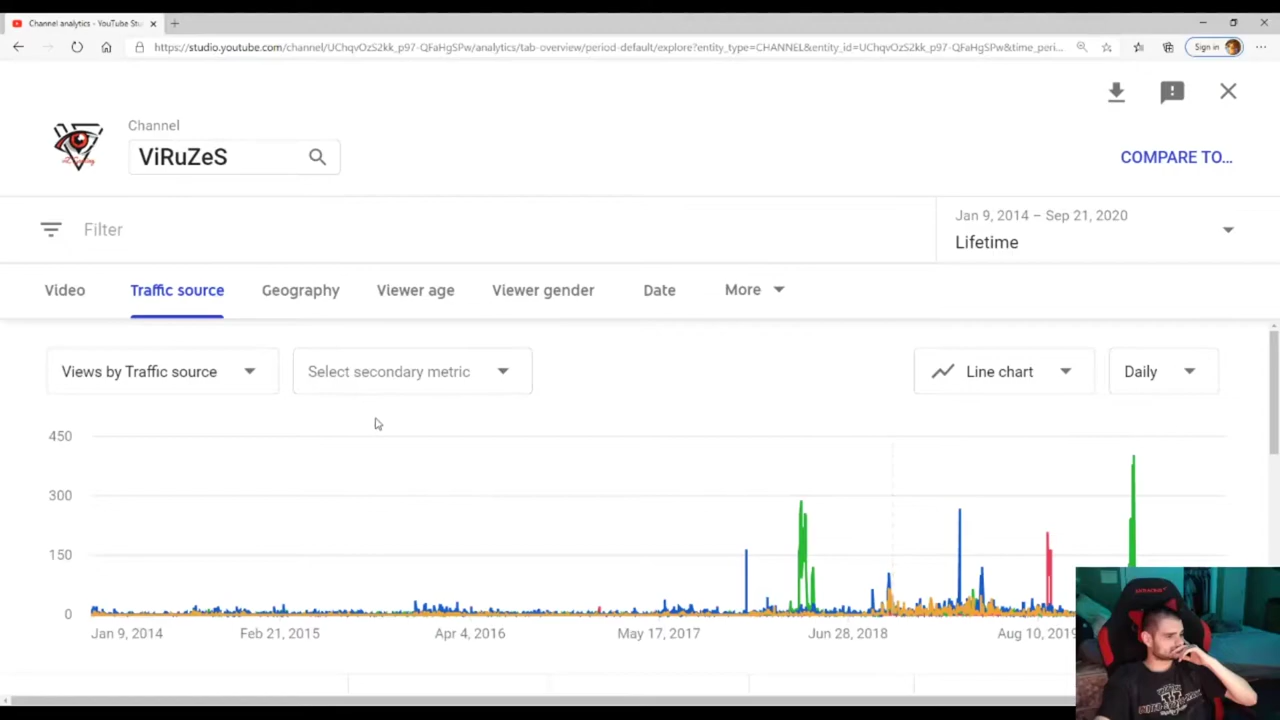 Channel analytics - YouTube Stu
https://studio.youtube.com/channel/UChqvOzS2kk_p97-QFaHgSPw/analytics/tab-overview/period-default/explore?entity_type=CHANNEL&entity_id=UChqvOzS2kk_p97-QFaHgSPw&time_peri...
Sign in
Channel
ViRuZeS
COMPARE TO...
Filter
Jan 9, 2014 – Sep 21, 2020
Lifetime
Video
Traffic source
Geography
Viewer age
Viewer gender
Date
More
Views by Traffic source
Select secondary metric
Line chart
Daily
450
300
150
0
Jan 9, 2014
Feb 21, 2015
Apr 4, 2016
May 17, 2017
Jun 28, 2018
Aug 10, 2019